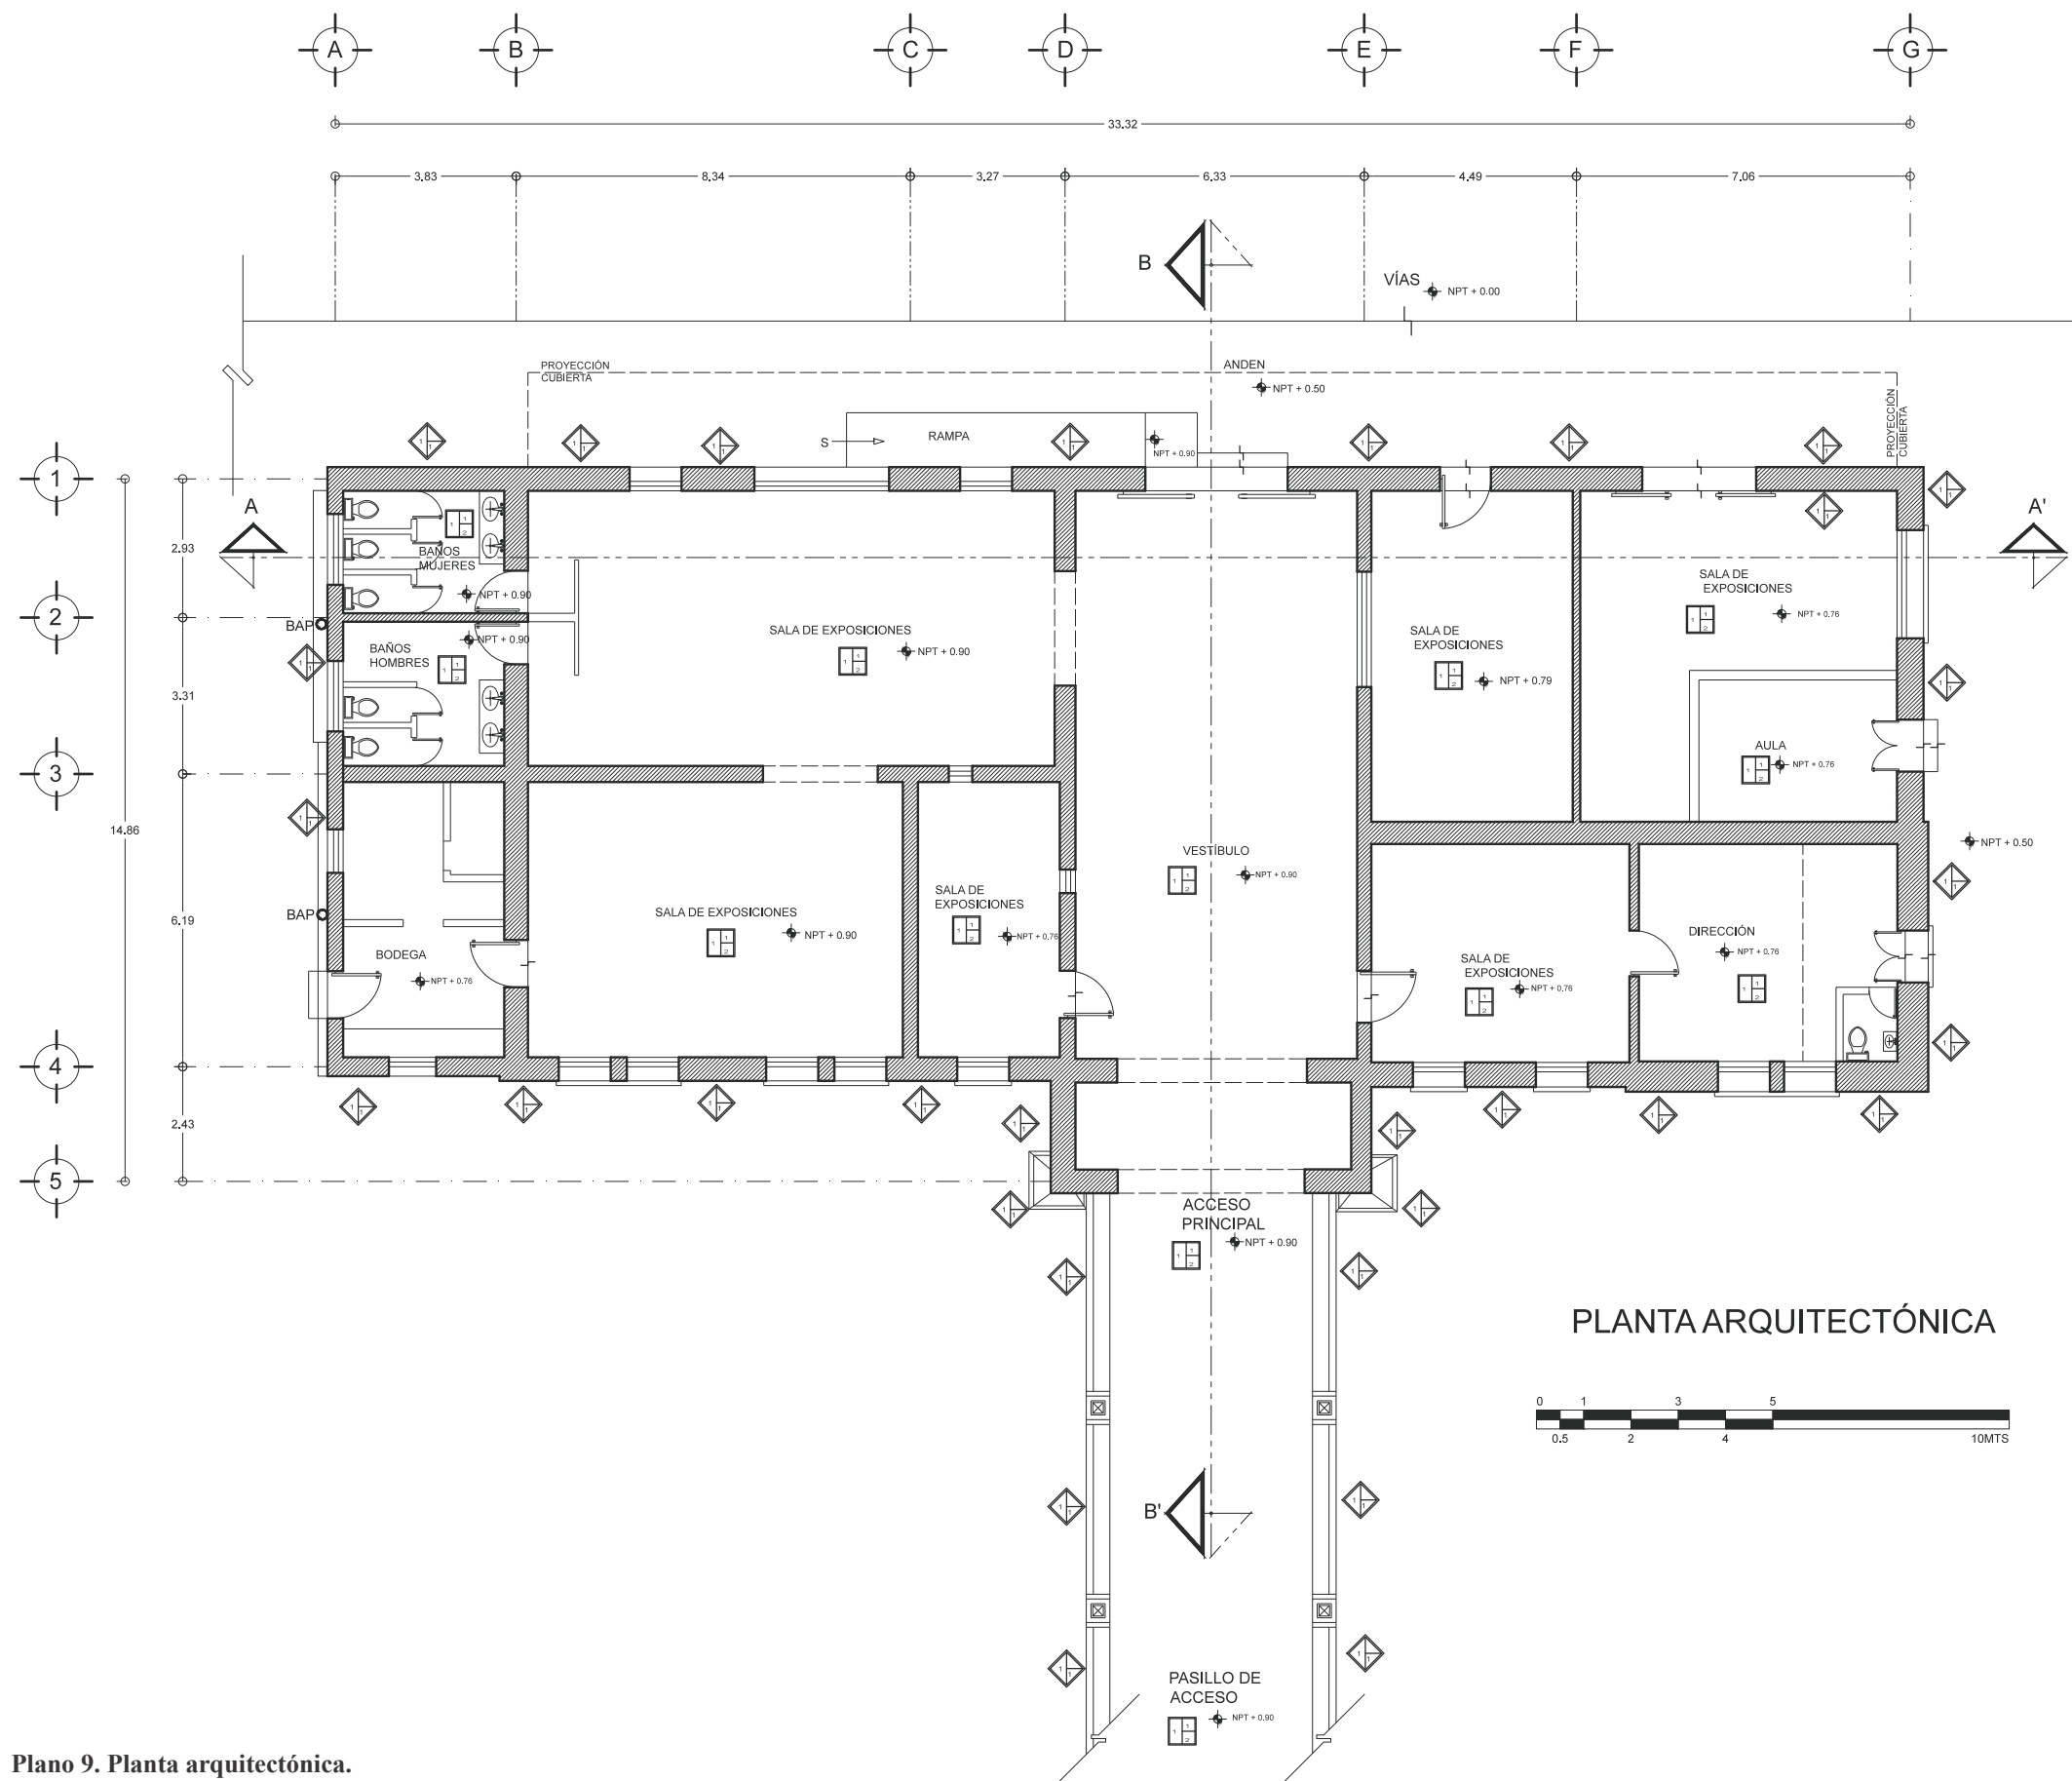 A B C D E F G
33.32
3.83 8.34 3.27 6.33 4.49 7.06
B
VÍAS
NPT + 0.00
PROYECCIÓN
CUBIERTA
ANDEN
NPT + 0.50
PROYECCIÓN
CUBIERTA
S
RAMPA
NPT + 0.90
1
A
A'
2.93
BAÑOS
MUJERES
NPT + 0.90
SALA DE
EXPOSICIONES
NPT + 0.76
2
BAP
NPT + 0.90
BAÑOS
HOMBRES
SALA DE EXPOSICIONES
NPT + 0.90
SALA DE
EXPOSICIONES
NPT + 0.79
3.31
3
AULA
NPT + 0.76
14.86
NPT + 0.50
VESTÍBULO
NPT + 0.90
6.19
BAP
BODEGA
NPT + 0.76
SALA DE EXPOSICIONES
NPT + 0.90
SALA DE
EXPOSICIONES
NPT + 0.76
SALA DE
EXPOSICIONES
NPT + 0.76
DIRECCIÓN
NPT + 0.76
4
2.43
5
ACCESO
PRINCIPAL
NPT + 0.90
PLANTA ARQUITECTÓNICA
0 1 3 5
0.5 2 4 10MTS
B'
PASILLO DE
ACCESO
NPT + 0.90
Plano 9. Planta arquitectónica.